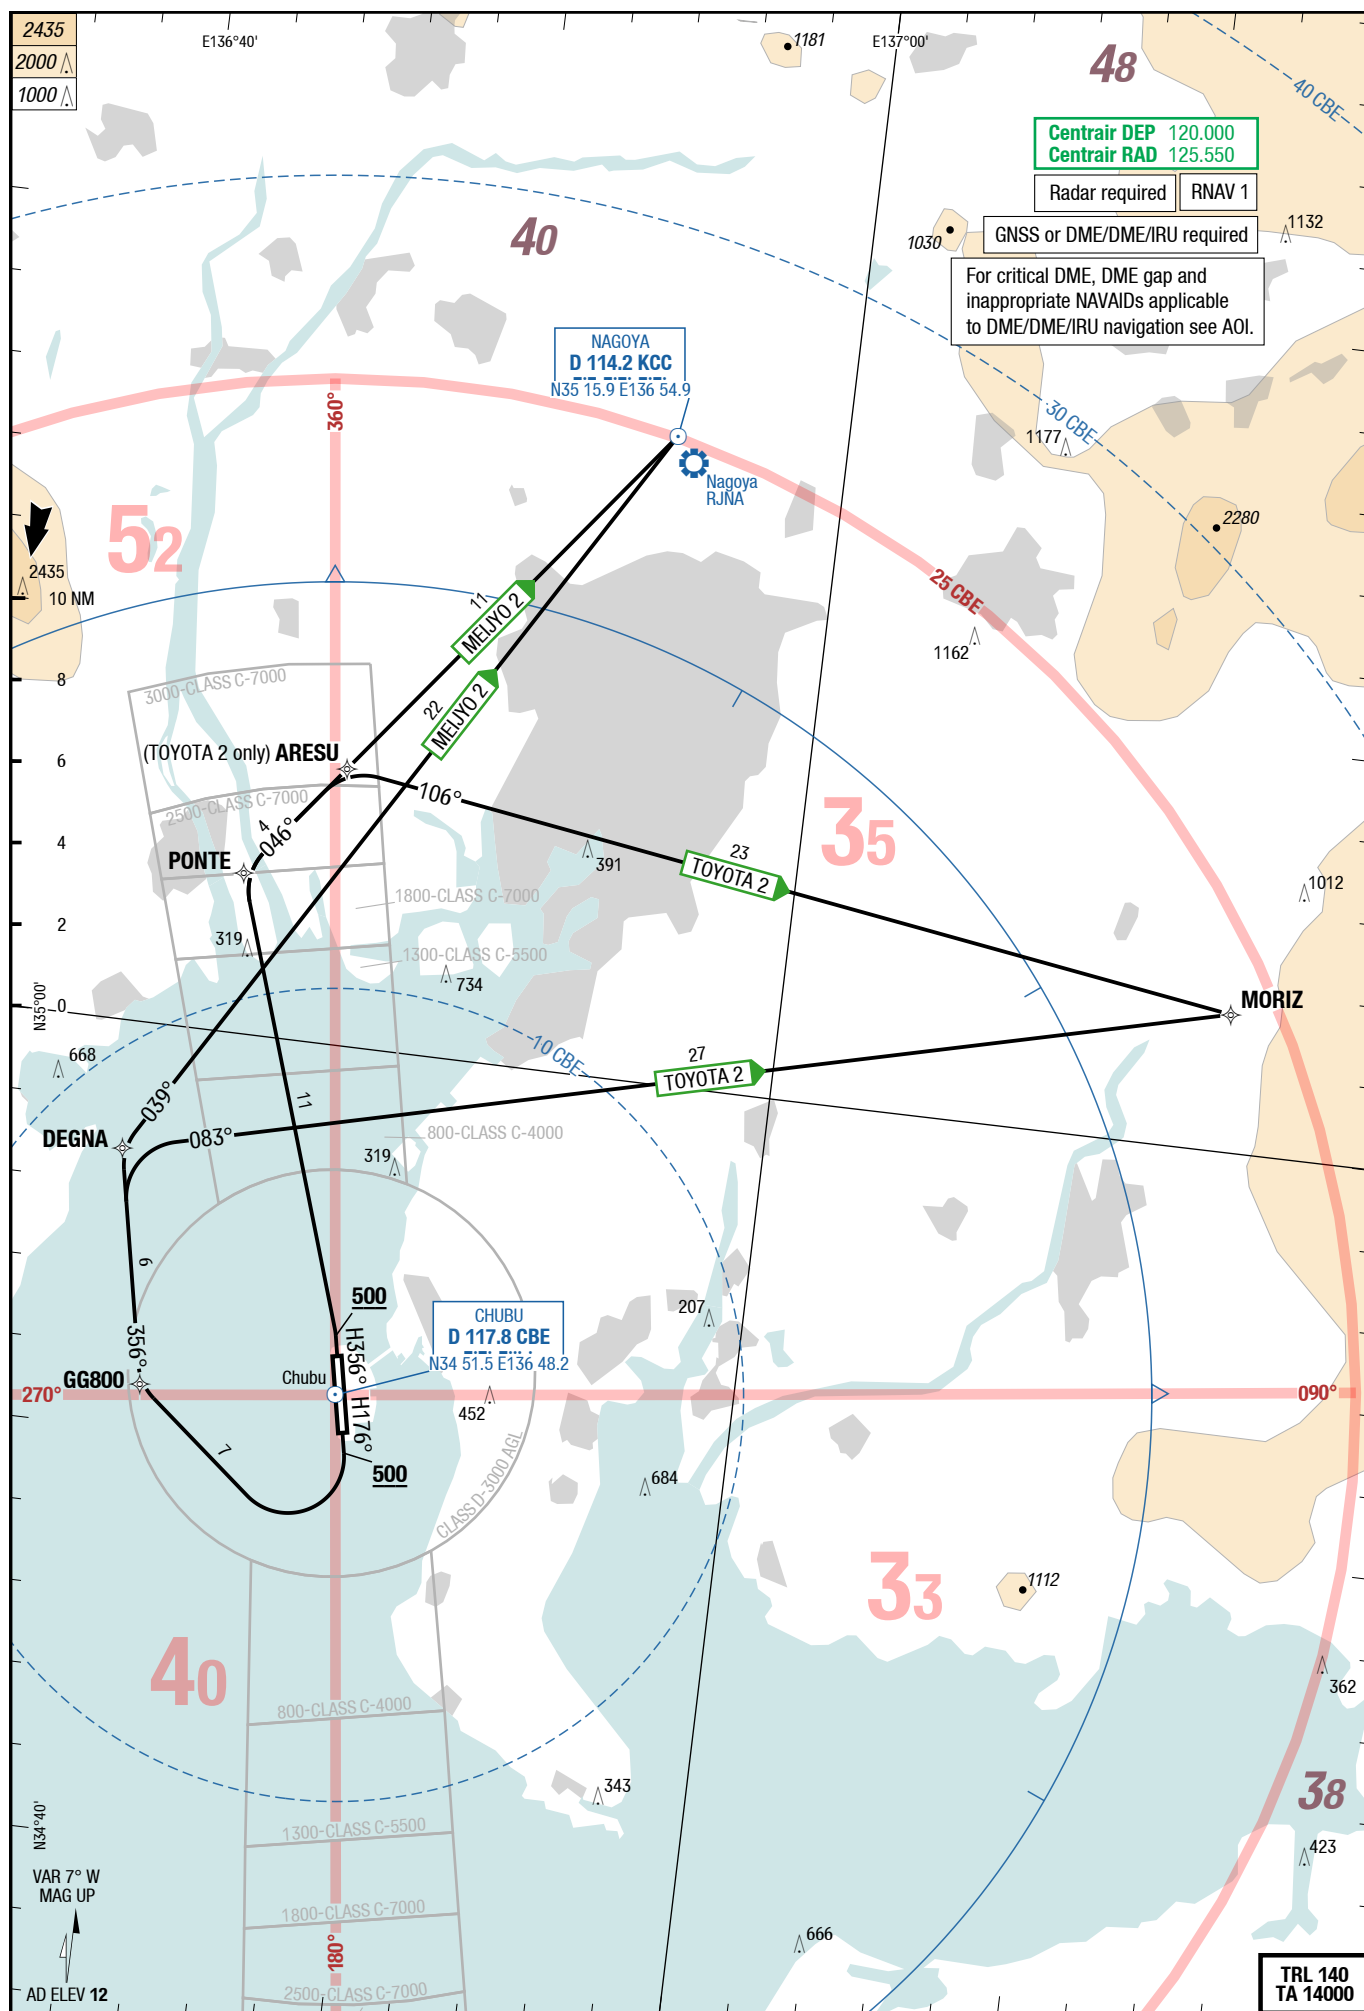 2435
2000
1000
E136°40'
1181
E137°00'
48
40 CBE
Centrair DEP 120.000
Centrair RAD 125.550
Radar required
RNAV 1
GNSS or DME/DME/IRU required
For critical DME, DME gap and
inappropriate NAVAIDs applicable
to DME/DME/IRU navigation see AOI.
1030
1132
40
NAGOYA
D 114.2 KCC
N35 15.9 E136 54.9
360°
30 CBE
1177
Nagoya
RJNA
52
2280
2435
10 NM
25 CBE
11
MEIJYO 2
1162
8
3000-CLASS C-7000
22
MEIJYO 2
(TOYOTA 2 only) ARESU
6
106°
2500-CLASS C-7000
4
046°
35
4
PONTE
391
23
TOYOTA 2
1012
1800-CLASS C-7000
2
319
1300-CLASS C-5500
734
N35°00'
0
MORIZ
668
10 CBE
27
TOYOTA 2
039°
11
DEGNA
083°
800-CLASS C-4000
319
6
500
207
CHUBU
D 117.8 CBE
N34 51.5 E136 48.2
356°
H356°
GG800
Chubu
270°
090°
452
H176°
7
500
684
CLASS D-3000 AGL
33
1112
40
362
800-CLASS C-4000
343
38
N34°40'
1300-CLASS C-5500
423
VAR 7° W
MAG UP
1800-CLASS C-7000
666
180°
AD ELEV 12
2500-CLASS C-7000
TRL 140
TA 14000